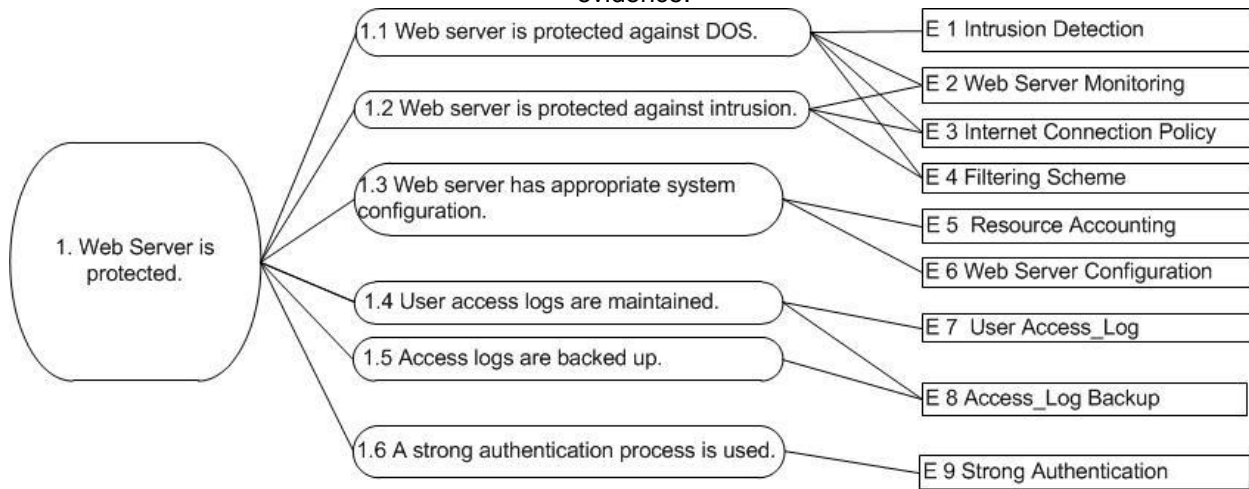 evidence.
1.1 Web server is protected against DOS.
E 1 Intrusion Detection
E 2 Web Server Monitoring
1.2 Web server is protected against intrusion.
E 3 Internet Connection Policy
1.3 Web server has appropriate system
configuration.
E 4 Filtering Scheme
E 5 Resource Accounting
1. Web Server is
protected.
E 6 Web Server Configuration
1.4 User access logs are maintained.
E 7 User Access_Log
1.5 Access logs are backed up.
E 8 Access_Log Backup
1.6 A strong authentication process is used.
E 9 Strong Authentication